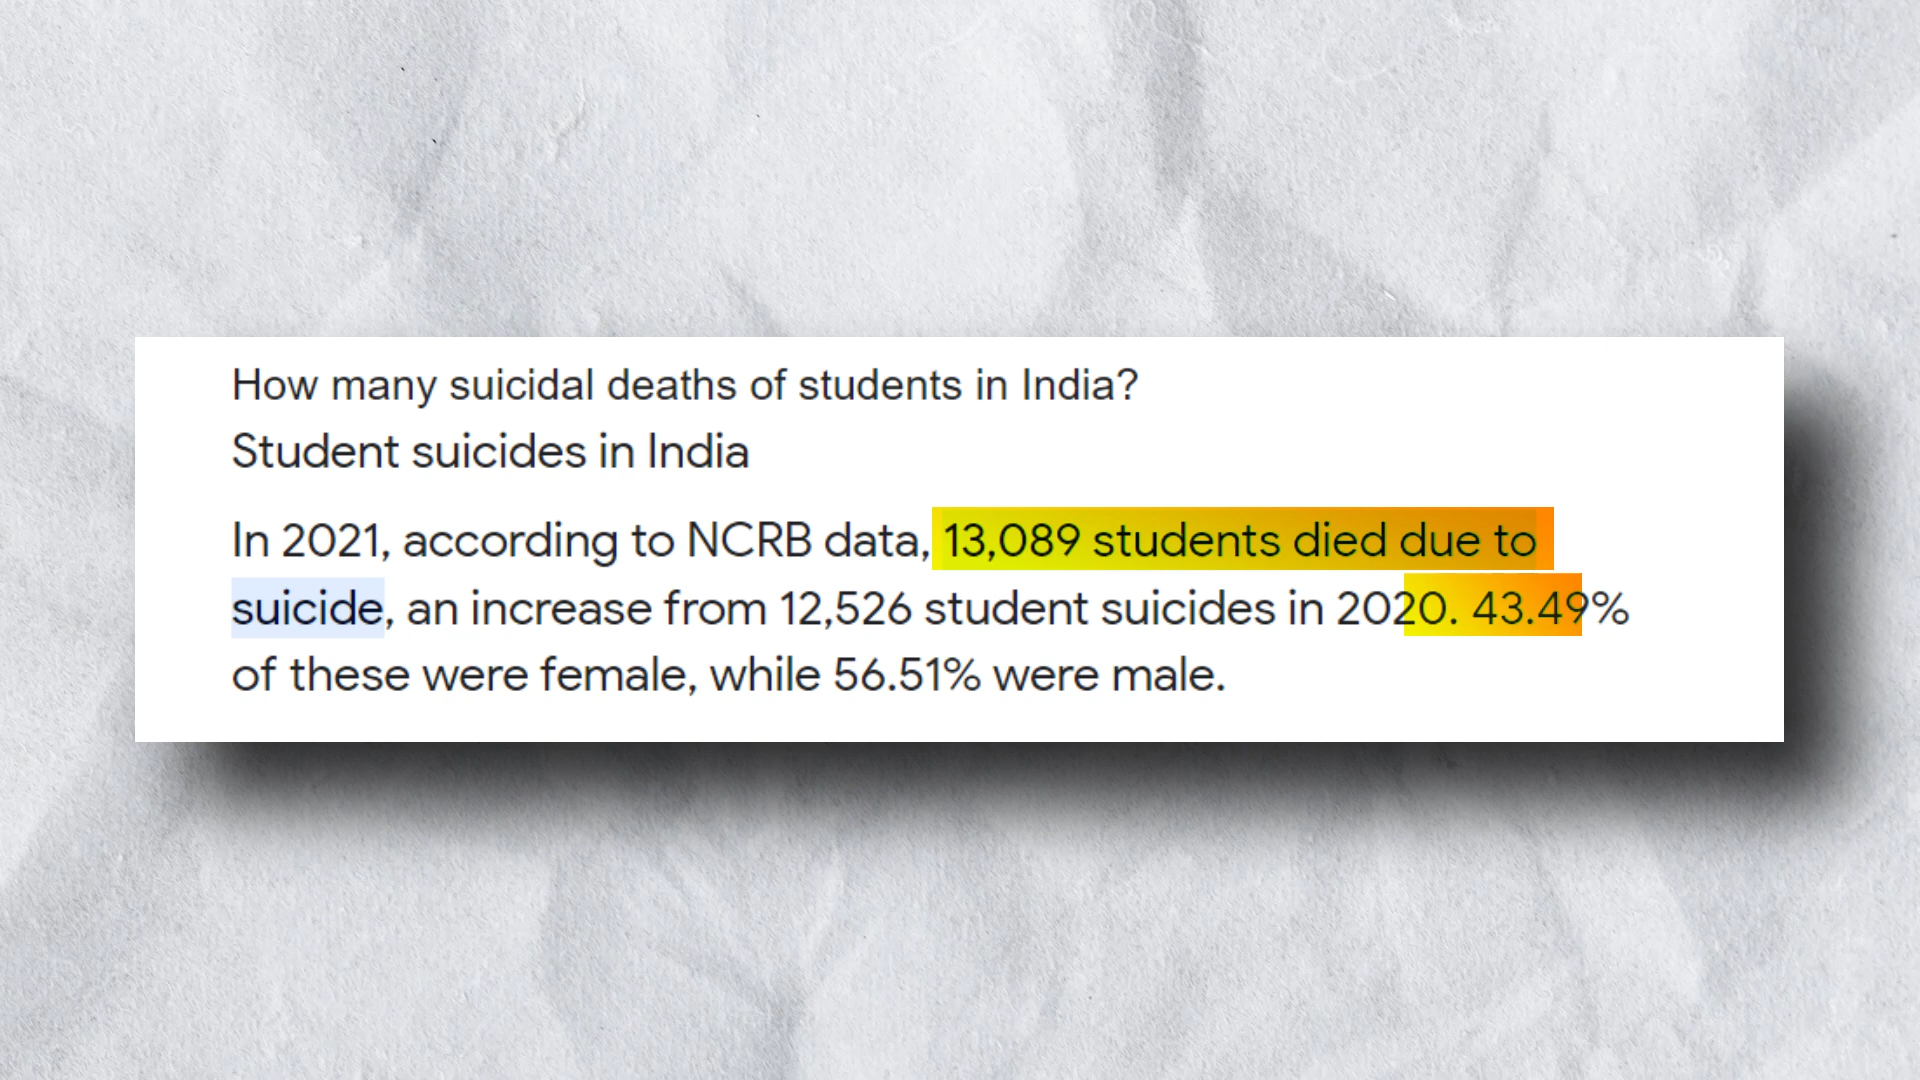 How many suicidal deaths of students in India?
Student suicides in India
In 2021, according to NCRB data, 13,089 students died due to
suicide, an increase from 12,526 student suicides in 2020. 43.49%
of these were female, while 56.51% were male.